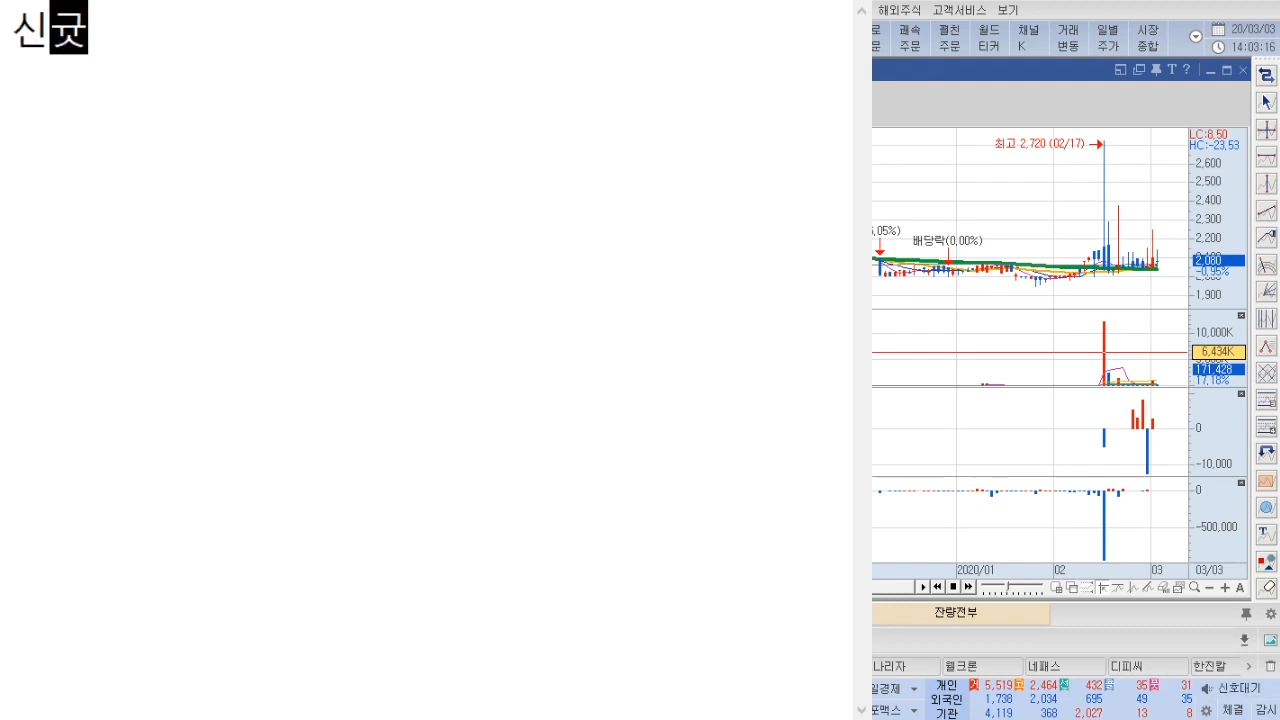 신규
해외주식 고객서비스 보기
로 쾌속 펼친 월드 채널 거래 일별 시장
문 주문 주문 티커 K 변동 주가 종합
20/03/03
14:03:16
최고 2,720 (02/17)
LC:8,50
HC:-23,53
2,600
2,500
2,400
2,300
2,200
2,080
-0,95%
1,900
5,05%)
배당락(0,00%)
10,000K
6,434K
171,428
17,18%
0
-10,000
0
-500,000
2020/01 02 03 03/03
잔량전부
나리자 웰크론 네패스 디피씨 한진칼
일경제 개인 5,519 2,464 432 35 31 신호대기
외국인 1,738 2,034 695 49 39
포맥스 기관 4,119 368 2,027 13 8 체결 감시